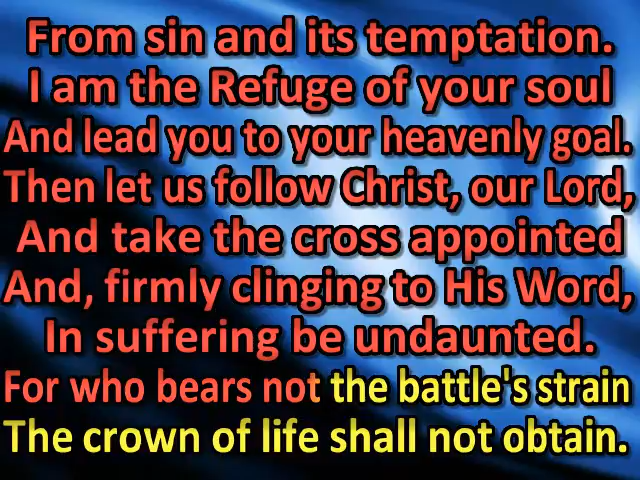 From sin and its temptation.
I am the Refuge of your soul
And lead you to your heavenly goal.
Then let us follow Christ, our Lord,
And take the cross appointed
And, firmly clinging to His Word,
In suffering be undaunted.
For who bears not the battle's strain
The crown of life shall not obtain.